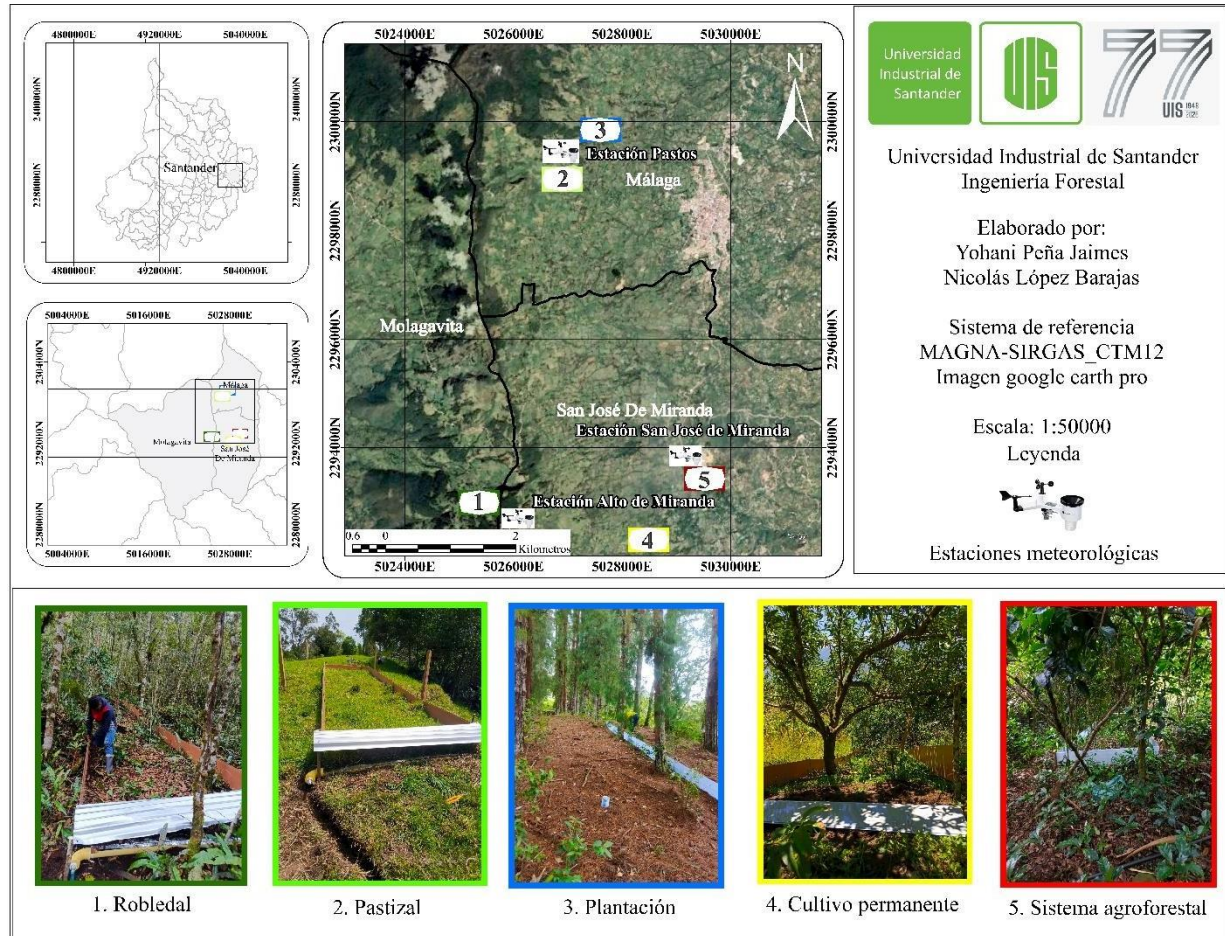 4800000E 4920000E 5040000E
2400000N
2400000N
Santander
2280000N
2280000N
4800000E 4920000E 5040000E
5004000E 5016000E 5028000E
2304000N
2304000N
Málaga
Molagavita
San José
De Miranda
2292000N
2292000N
2280000N
2280000N
5004000E 5016000E 5028000E
5024000E 5026000E 5028000E 5030000E
N
2300000N
2300000N
3
Estación Pastos
2
Málaga
2298000N
2298000N
Molagavita
2296000N
2296000N
San José De Miranda
Estación San José de Miranda
2294000N
2294000N
5
1
Estación Alto de Miranda
4
0.6 0 2
Kilometros
5024000E 5026000E 5028000E 5030000E
Universidad
Industrial de
Santander
UIS
77
UIS 1948
2025
Universidad Industrial de Santander
Ingeniería Forestal
Elaborado por:
Yohani Peña Jaimes
Nicolás López Barajas
Sistema de referencia
MAGNA-SIRGAS_CTM12
Imagen google earth pro
Escala: 1:50000
Leyenda
Estaciones meteorológicas
1. Robledal
2. Pastizal
3. Plantación
4. Cultivo permanente
5. Sistema agroforestal